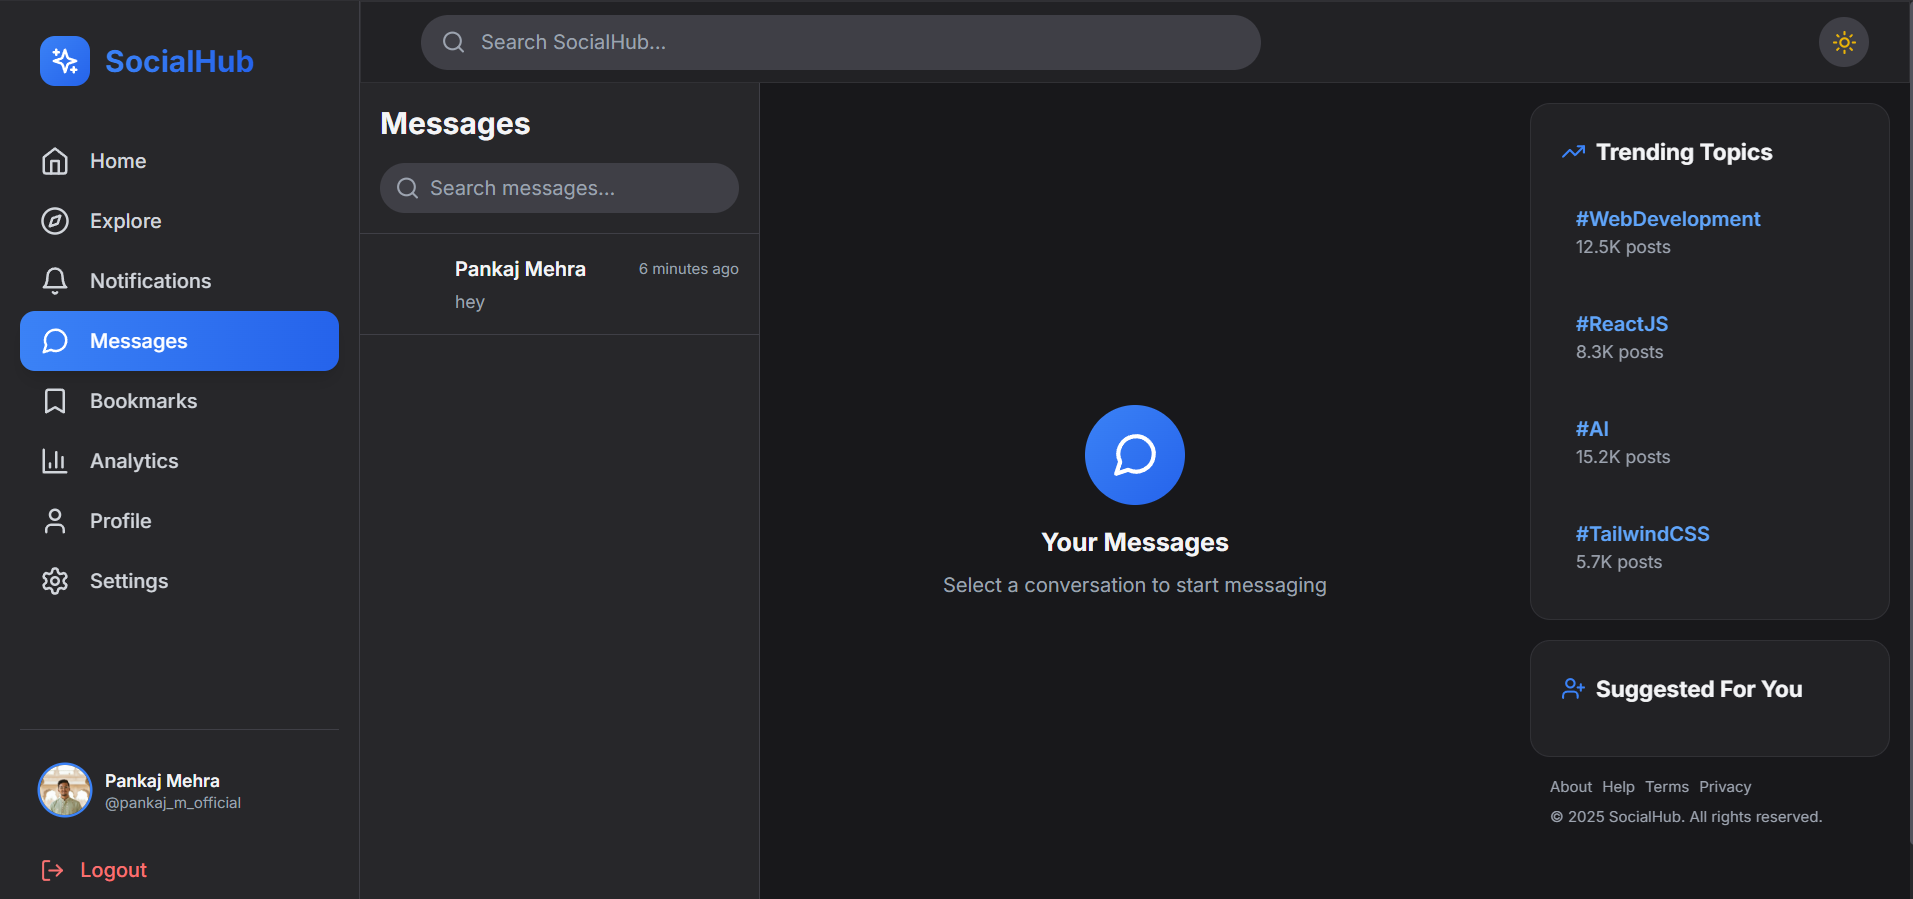 SocialHub
Home
Explore
Notifications
Messages
Bookmarks
Analytics
Profile
Settings
Pankaj Mehra
@pankaj_m_official
Logout
Search SocialHub...
Messages
Search messages...
Pankaj Mehra 6 minutes ago
hey
Your Messages
Select a conversation to start messaging
Trending Topics
#WebDevelopment
12.5K posts
#ReactJS
8.3K posts
#AI
15.2K posts
#TailwindCSS
5.7K posts
Suggested For You
About Help Terms Privacy
© 2025 SocialHub. All rights reserved.